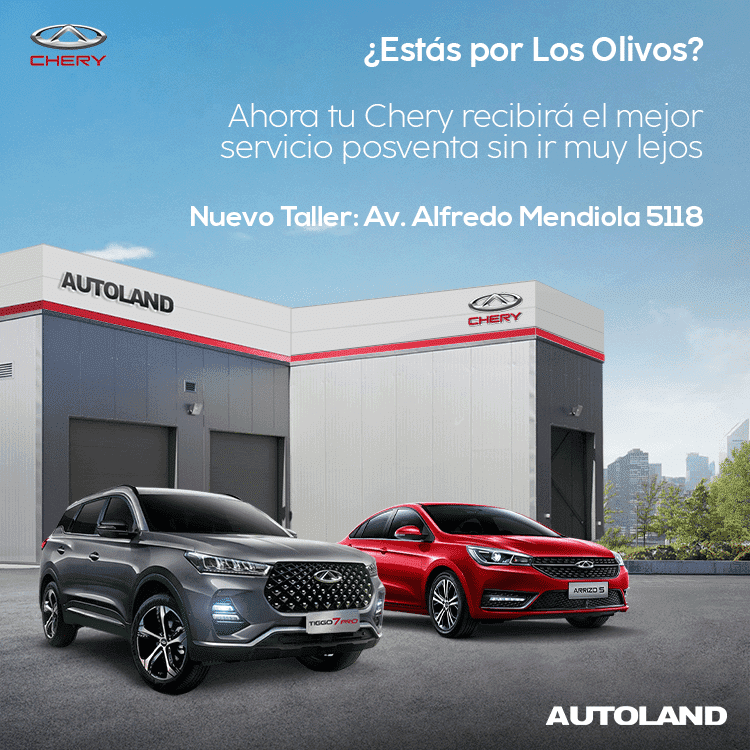 CHERY
¿Estás por Los Olivos?
Ahora tu Chery recibirá el mejor
servicio posventa sin ir muy lejos
Nuevo Taller: Av. Alfredo Mendiola 5118
AUTOLAND
CHERY
TIGGO 7 PRO
ARRIZO 5
AUTOLAND